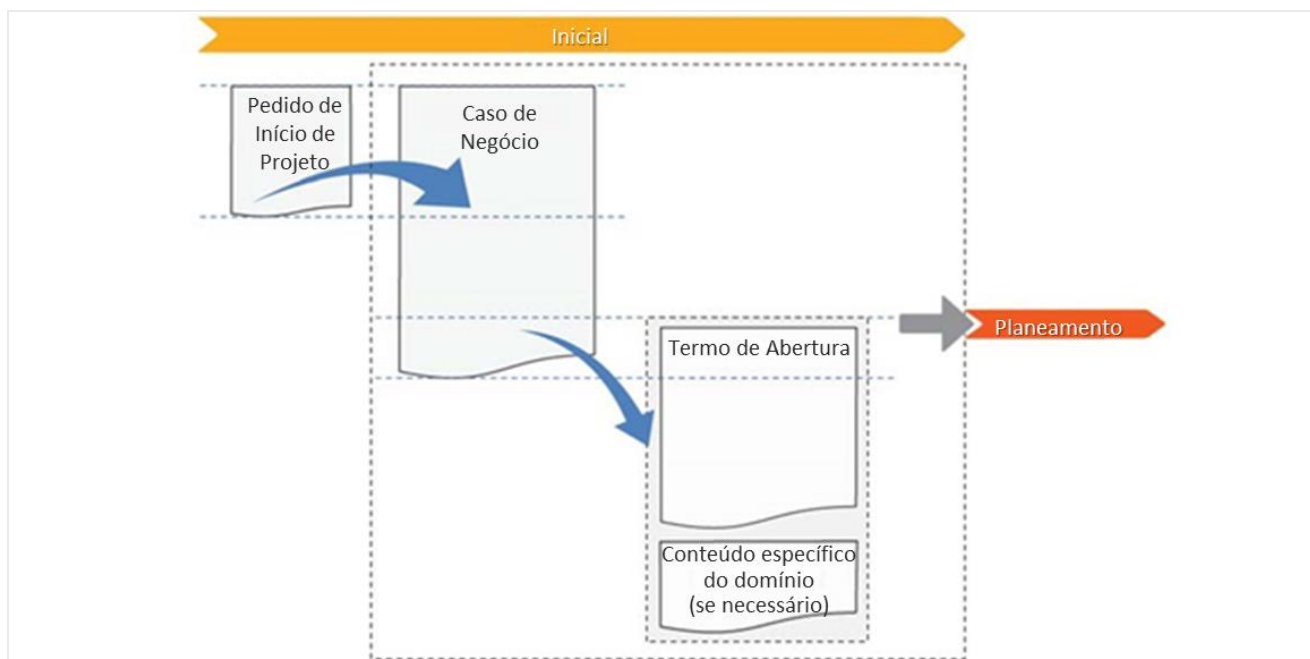 Inicial
Pedido de
Início de
Projeto
Caso de
Negócio
Termo de Abertura
Planeamento
Conteúdo específico
do domínio
(se necessário)